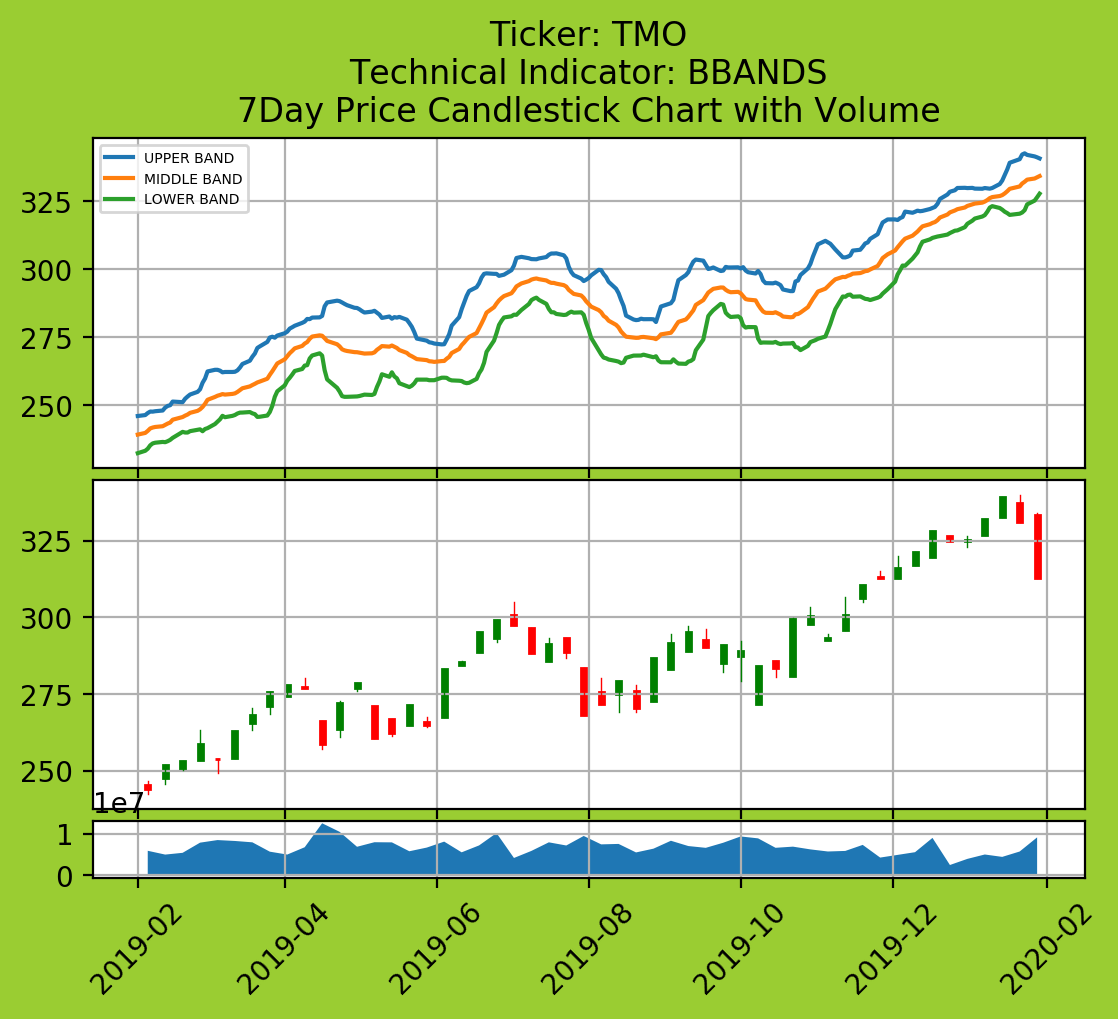 Ticker: TMO
Technical Indicator: BBANDS
7Day Price Candlestick Chart with Volume
UPPER BAND
MIDDLE BAND
LOWER BAND
325
300
275
250
325
300
275
250
1e7
1
0
2019-02
2019-04
2019-06
2019-08
2019-10
2019-12
2020-02